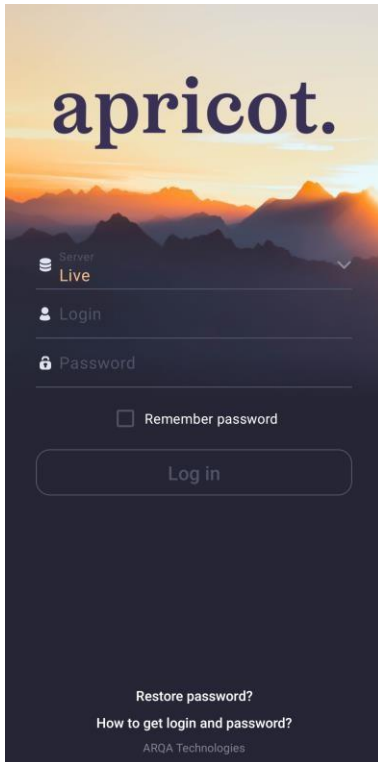 apricot.
Server
Live
Login
Password
Remember password
Log in
Restore password?
How to get login and password?
ARQA Technologies